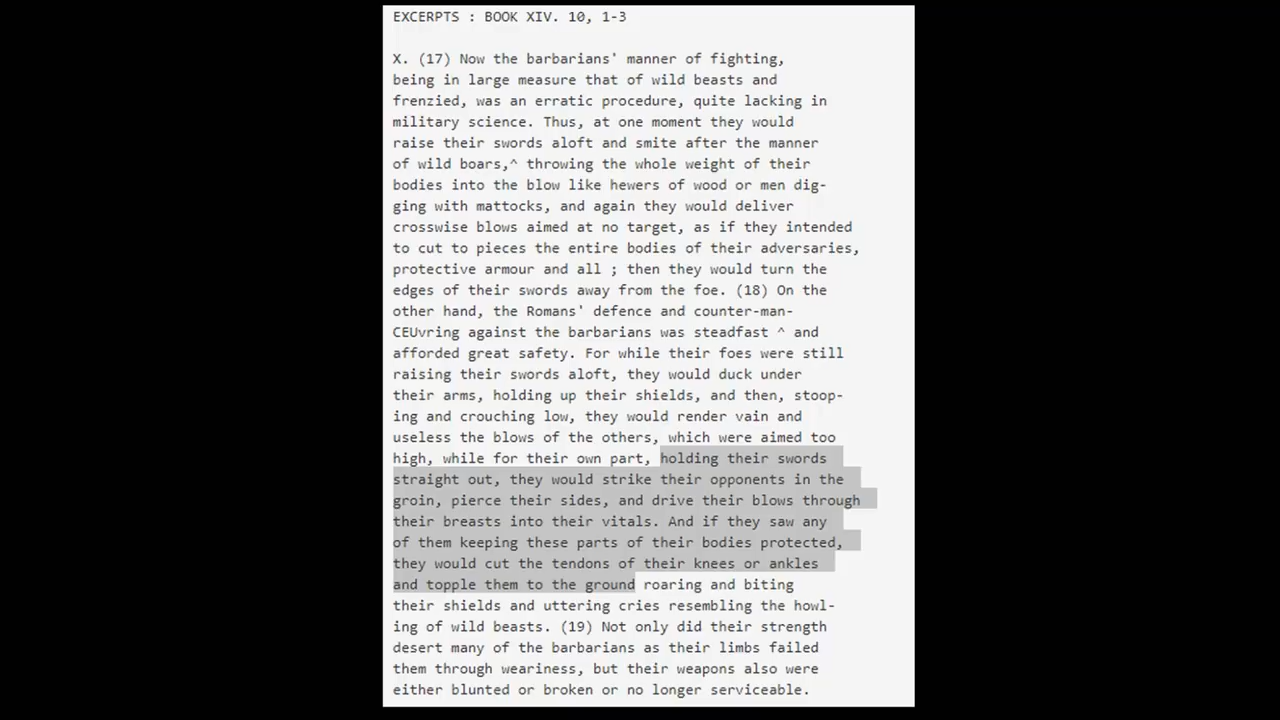 EXCERPTS : BOOK XIV. 10, 1-3
X. (17) Now the barbarians' manner of fighting,
being in large measure that of wild beasts and
frenzied, was an erratic procedure, quite lacking in
military science. Thus, at one moment they would
raise their swords aloft and smite after the manner
of wild boars,^ throwing the whole weight of their
bodies into the blow like hewers of wood or men dig-
ging with mattocks, and again they would deliver
crosswise blows aimed at no target, as if they intended
to cut to pieces the entire bodies of their adversaries,
protective armour and all ; then they would turn the
edges of their swords away from the foe. (18) On the
other hand, the Romans' defence and counter-man-
CEUvring against the barbarians was steadfast ^ and
afforded great safety. For while their foes were still
raising their swords aloft, they would duck under
their arms, holding up their shields, and then, stoop-
ing and crouching low, they would render vain and
useless the blows of the others, which were aimed too
high, while for their own part, holding their swords
straight out, they would strike their opponents in the
groin, pierce their sides, and drive their blows through
their breasts into their vitals. And if they saw any
of them keeping these parts of their bodies protected,
they would cut the tendons of their knees or ankles
and topple them to the ground roaring and biting
their shields and uttering cries resembling the howl-
ing of wild beasts. (19) Not only did their strength
desert many of the barbarians as their limbs failed
them through weariness, but their weapons also were
either blunted or broken or no longer serviceable.